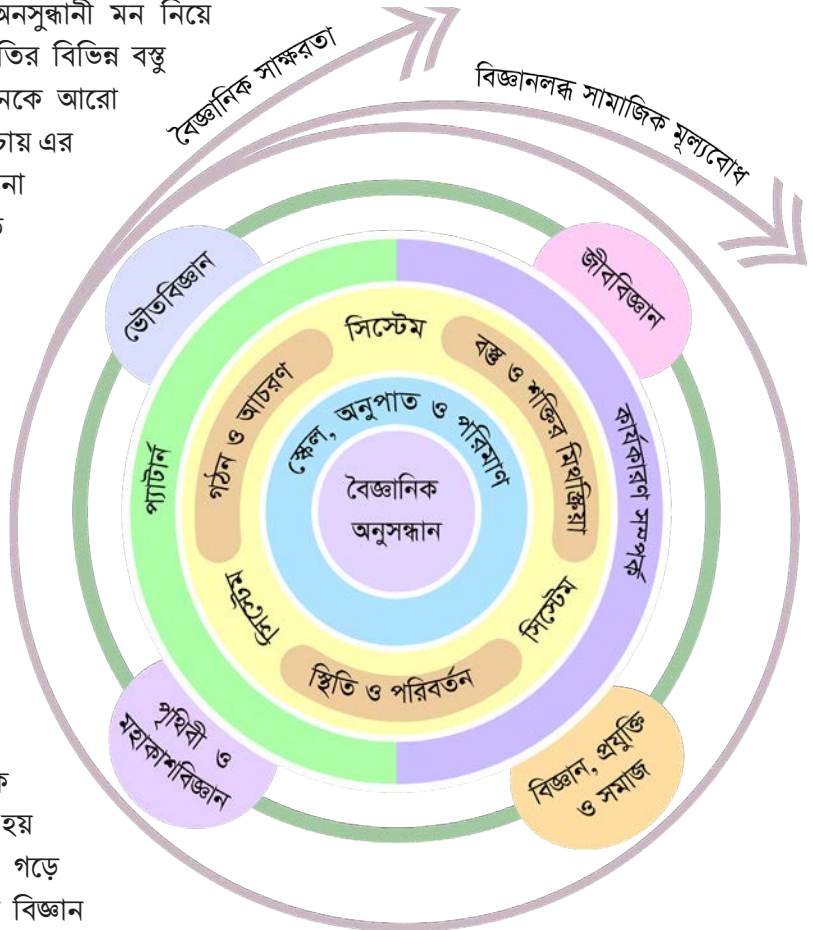 অনসুন্ধানী মন নিয়ে
বিভিন্ন বস্তু
আরো
এর
বৈজ্ঞানিক সাক্ষরতা
বিজ্ঞানলব্ধ সামাজিক মূল্যবোধ
ভৌতবিজ্ঞান
জীববিজ্ঞান
সিস্টেম
গঠন ও আচরণ
বস্তু ও শক্তির মিথস্ক্রিয়া
স্কেল, অনুপাত ও পরিমাণ
প্যাটার্ন
কার্যকারণ সম্পর্ক
বৈজ্ঞানিক
অনুসন্ধান
সিস্টেম
সিস্টেম
স্থিতি ও পরিবর্তন
পৃথিবী ও
মহাকাশবিজ্ঞান
বিজ্ঞান, প্রযুক্তি
ও সমাজ
হয়
গড়ে
বিজ্ঞান